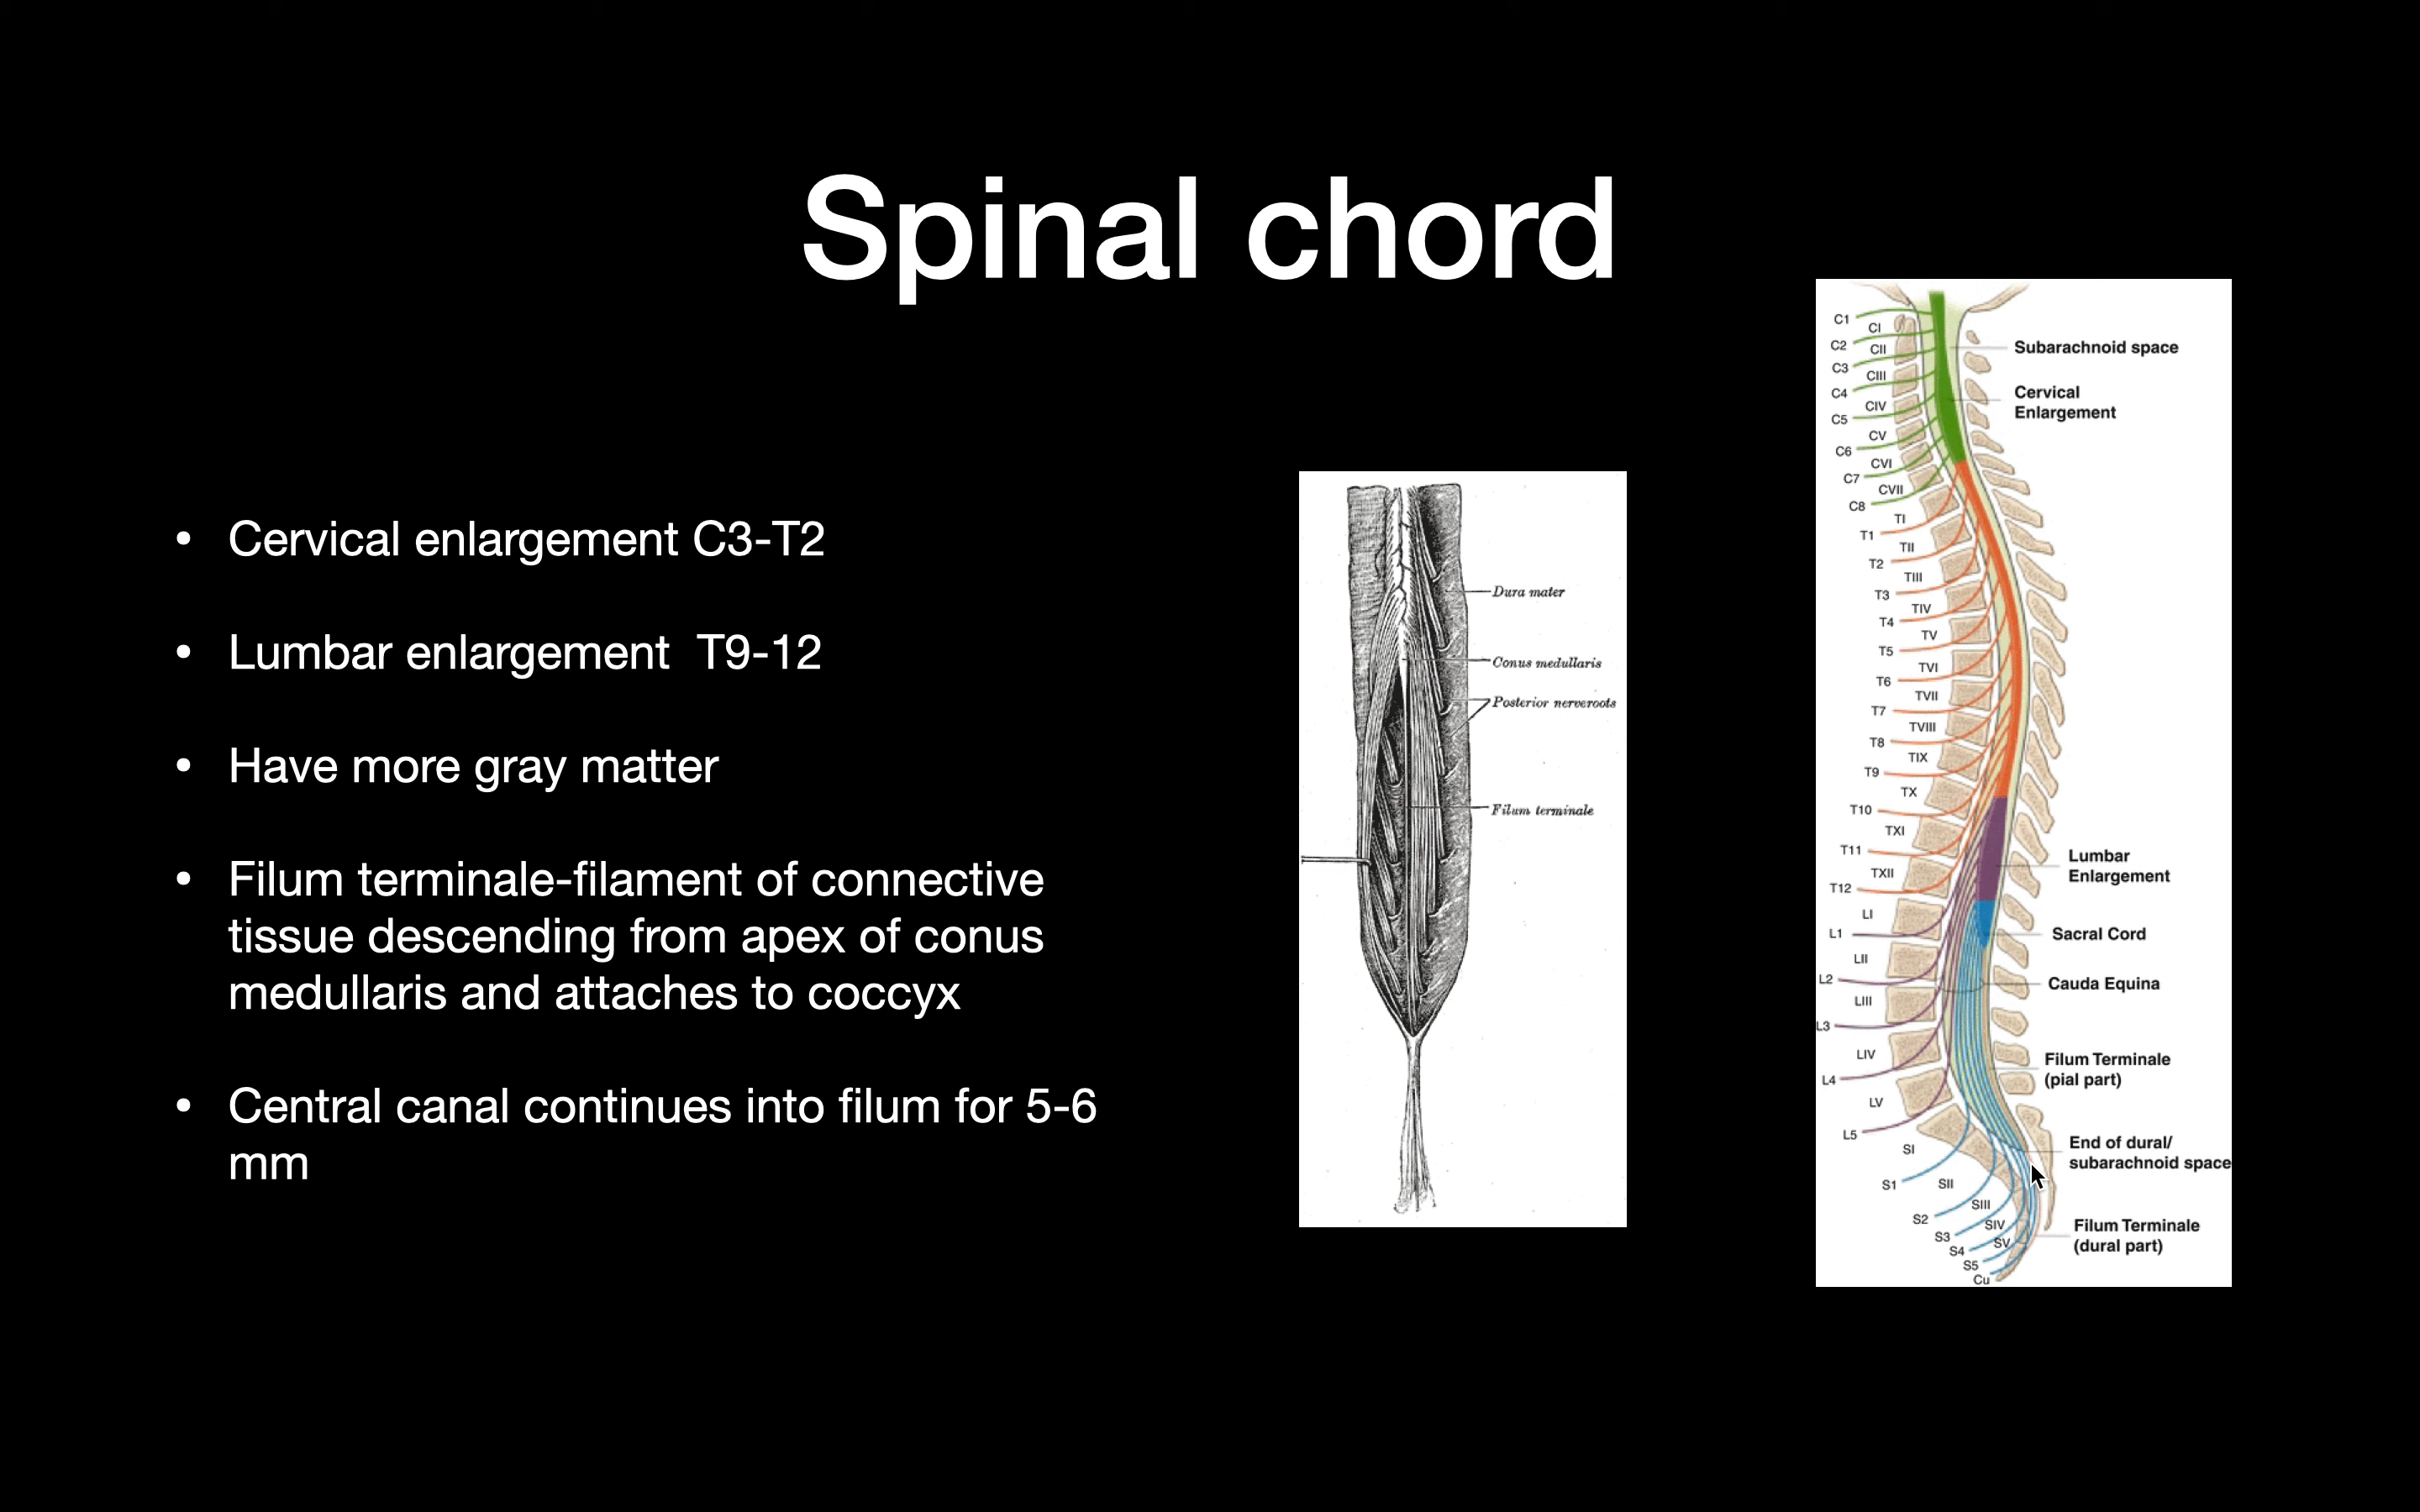 Spinal chord
• Cervical enlargement C3-T2
• Lumbar enlargement  T9-12
• Have more gray matter
• Filum terminale-filament of connective
tissue descending from apex of conus
medullaris and attaches to coccyx
• Central canal continues into filum for 5-6
mm
Dura mater
Conus medullaris
Posterior nerveroots
Filum terminale
C1
CI
C2
CII
C3
CIII
C4
CIV
C5
CV
C6
CVI
C7
CVII
C8
TI
T1
TII
T2
TIII
T3
TIV
T4
TV
T5
TVI
T6
TVII
T7
TVIII
T8
TIX
T9
TX
T10
TXI
T11
TXII
T12
LI
L1
LII
L2
LIII
L3
LIV
L4
LV
L5
SI
S1
SII
S2
SIII
S3
SIV
S4
SV
S5
Cu
Subarachnoid space
Cervical
Enlargement
Lumbar
Enlargement
Sacral Cord
Cauda Equina
Filum Terminale
(pial part)
End of dural/
subarachnoid space
Filum Terminale
(dural part)